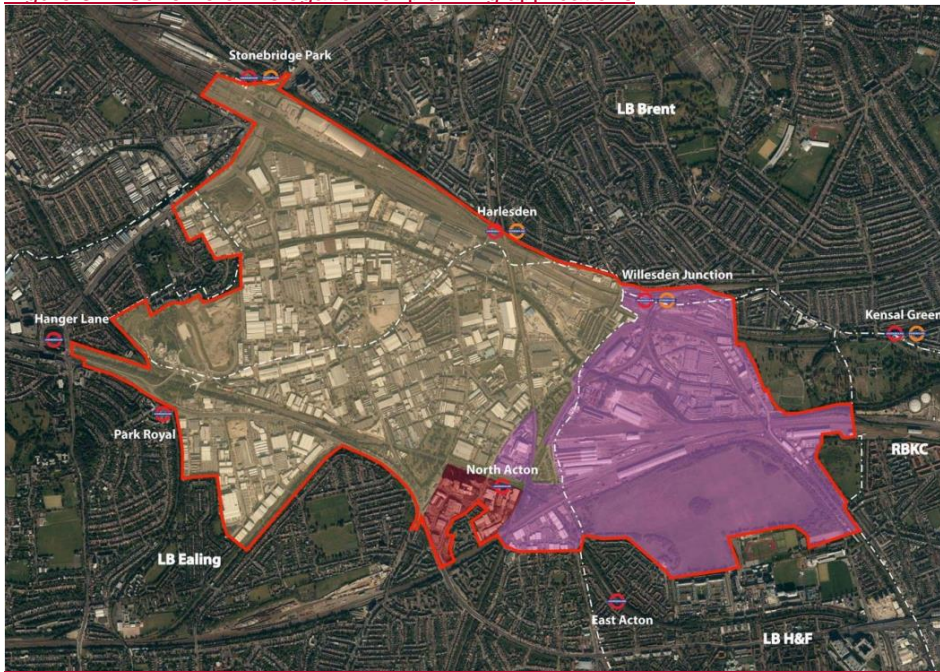 Stonebridge Park
LB Brent
Harlesden
Willesden Junction
Hanger Lane
Kensal Green
Park Royal
RBKC
North Acton
LB Ealing
East Acton
LB H&F